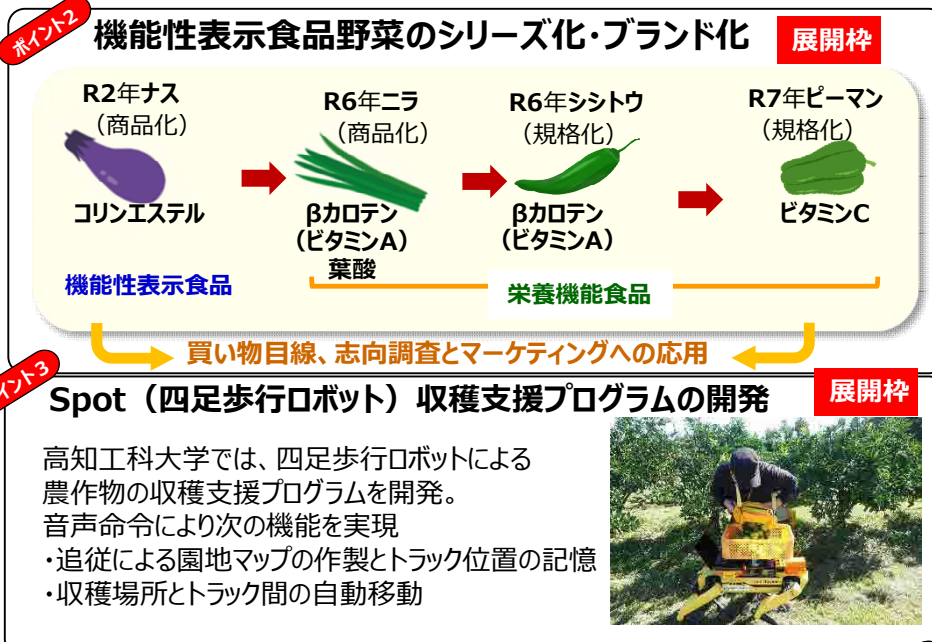 ポイント2
機能性表示食品野菜のシリーズ化・ブランド化
展開枠
R2年ナス
（商品化）
コリンエステル
R6年ニラ
（商品化）
βカロテン
（ビタミンA）
葉酸
R6年シシトウ
（規格化）
βカロテン
（ビタミンA）
R7年ピーマン
（規格化）
ビタミンC
機能性表示食品
栄養機能食品
買い物目線、志向調査とマーケティングへの応用
イント3
Spot（四足歩行ロボット）収穫支援プログラムの開発
展開枠
高知工科大学では、四足歩行ロボットによる
農作物の収穫支援プログラムを開発。
音声命令により次の機能を実現
・追従による園地マップの作製とトラック位置の記憶
・収穫場所とトラック間の自動移動